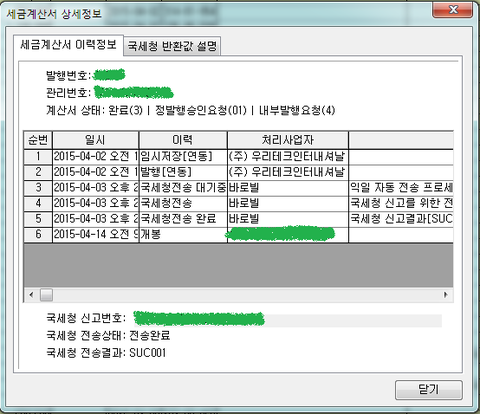 세금계산서 상세정보
세금계산서 이력정보 국세청 반환값 설명
발행번호:
관리번호:
계산서 상태: 완료(3) | 정발행승인요청(01) | 내부발행요청(4)
순번 일시 이력 처리사업자
1 2015-04-02 오전 1 임시저장[연동] (주) 우리테크인터내셔날
2 2015-04-02 오전 1 발행[연동] (주) 우리테크인터내셔날
3 2015-04-03 오후 2 국세청전송 대기중 바로빌 익일 자동 전송 프로세
4 2015-04-03 오후 2 국세청전송 바로빌 국세청 신고를 위한 전
5 2015-04-03 오후 2 국세청전송 완료 바로빌 국세청 신고결과[SUC
6 2015-04-14 오전 9 개봉
국세청 신고번호:
국세청 전송상태: 전송완료
국세청 전송결과: SUC001
닫기